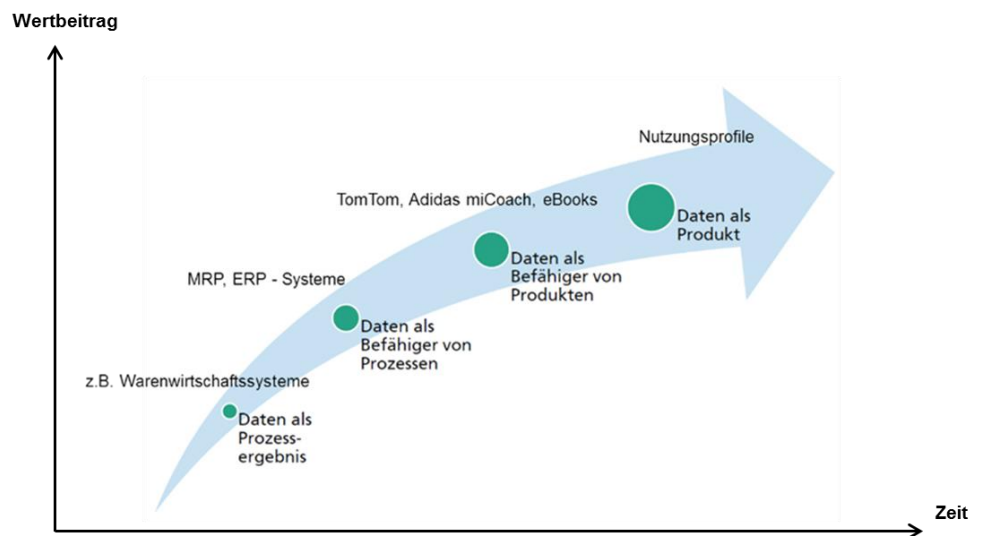 Wertbeitrag
Nutzungsprofile
TomTom, Adidas miCoach, eBooks
Daten als
Produkt
MRP, ERP - Systeme
Daten als
Befähiger von
Produkten
Daten als
Befähiger von
Prozessen
z.B. Warenwirtschaftssysteme
Daten als
Prozess-
ergebnis
Zeit